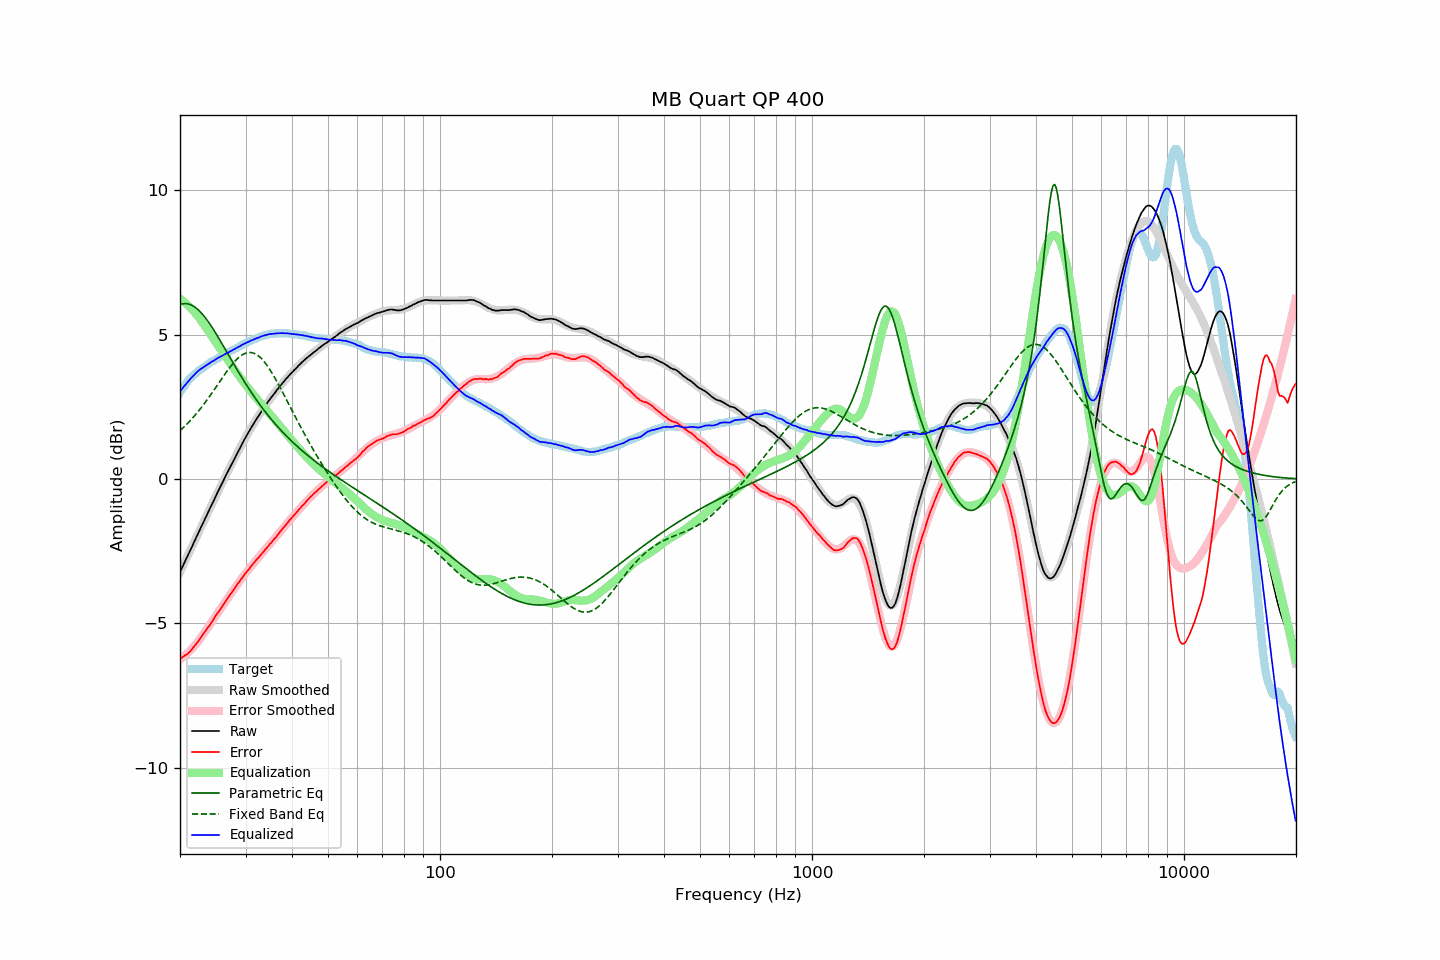 MB Quart QP 400
Amplitude (dBr)
10
5
0
−5
−10
Target
Raw Smoothed
Error Smoothed
Raw
Error
Equalization
Parametric Eq
Fixed Band Eq
Equalized
100
1000
10000
Frequency (Hz)